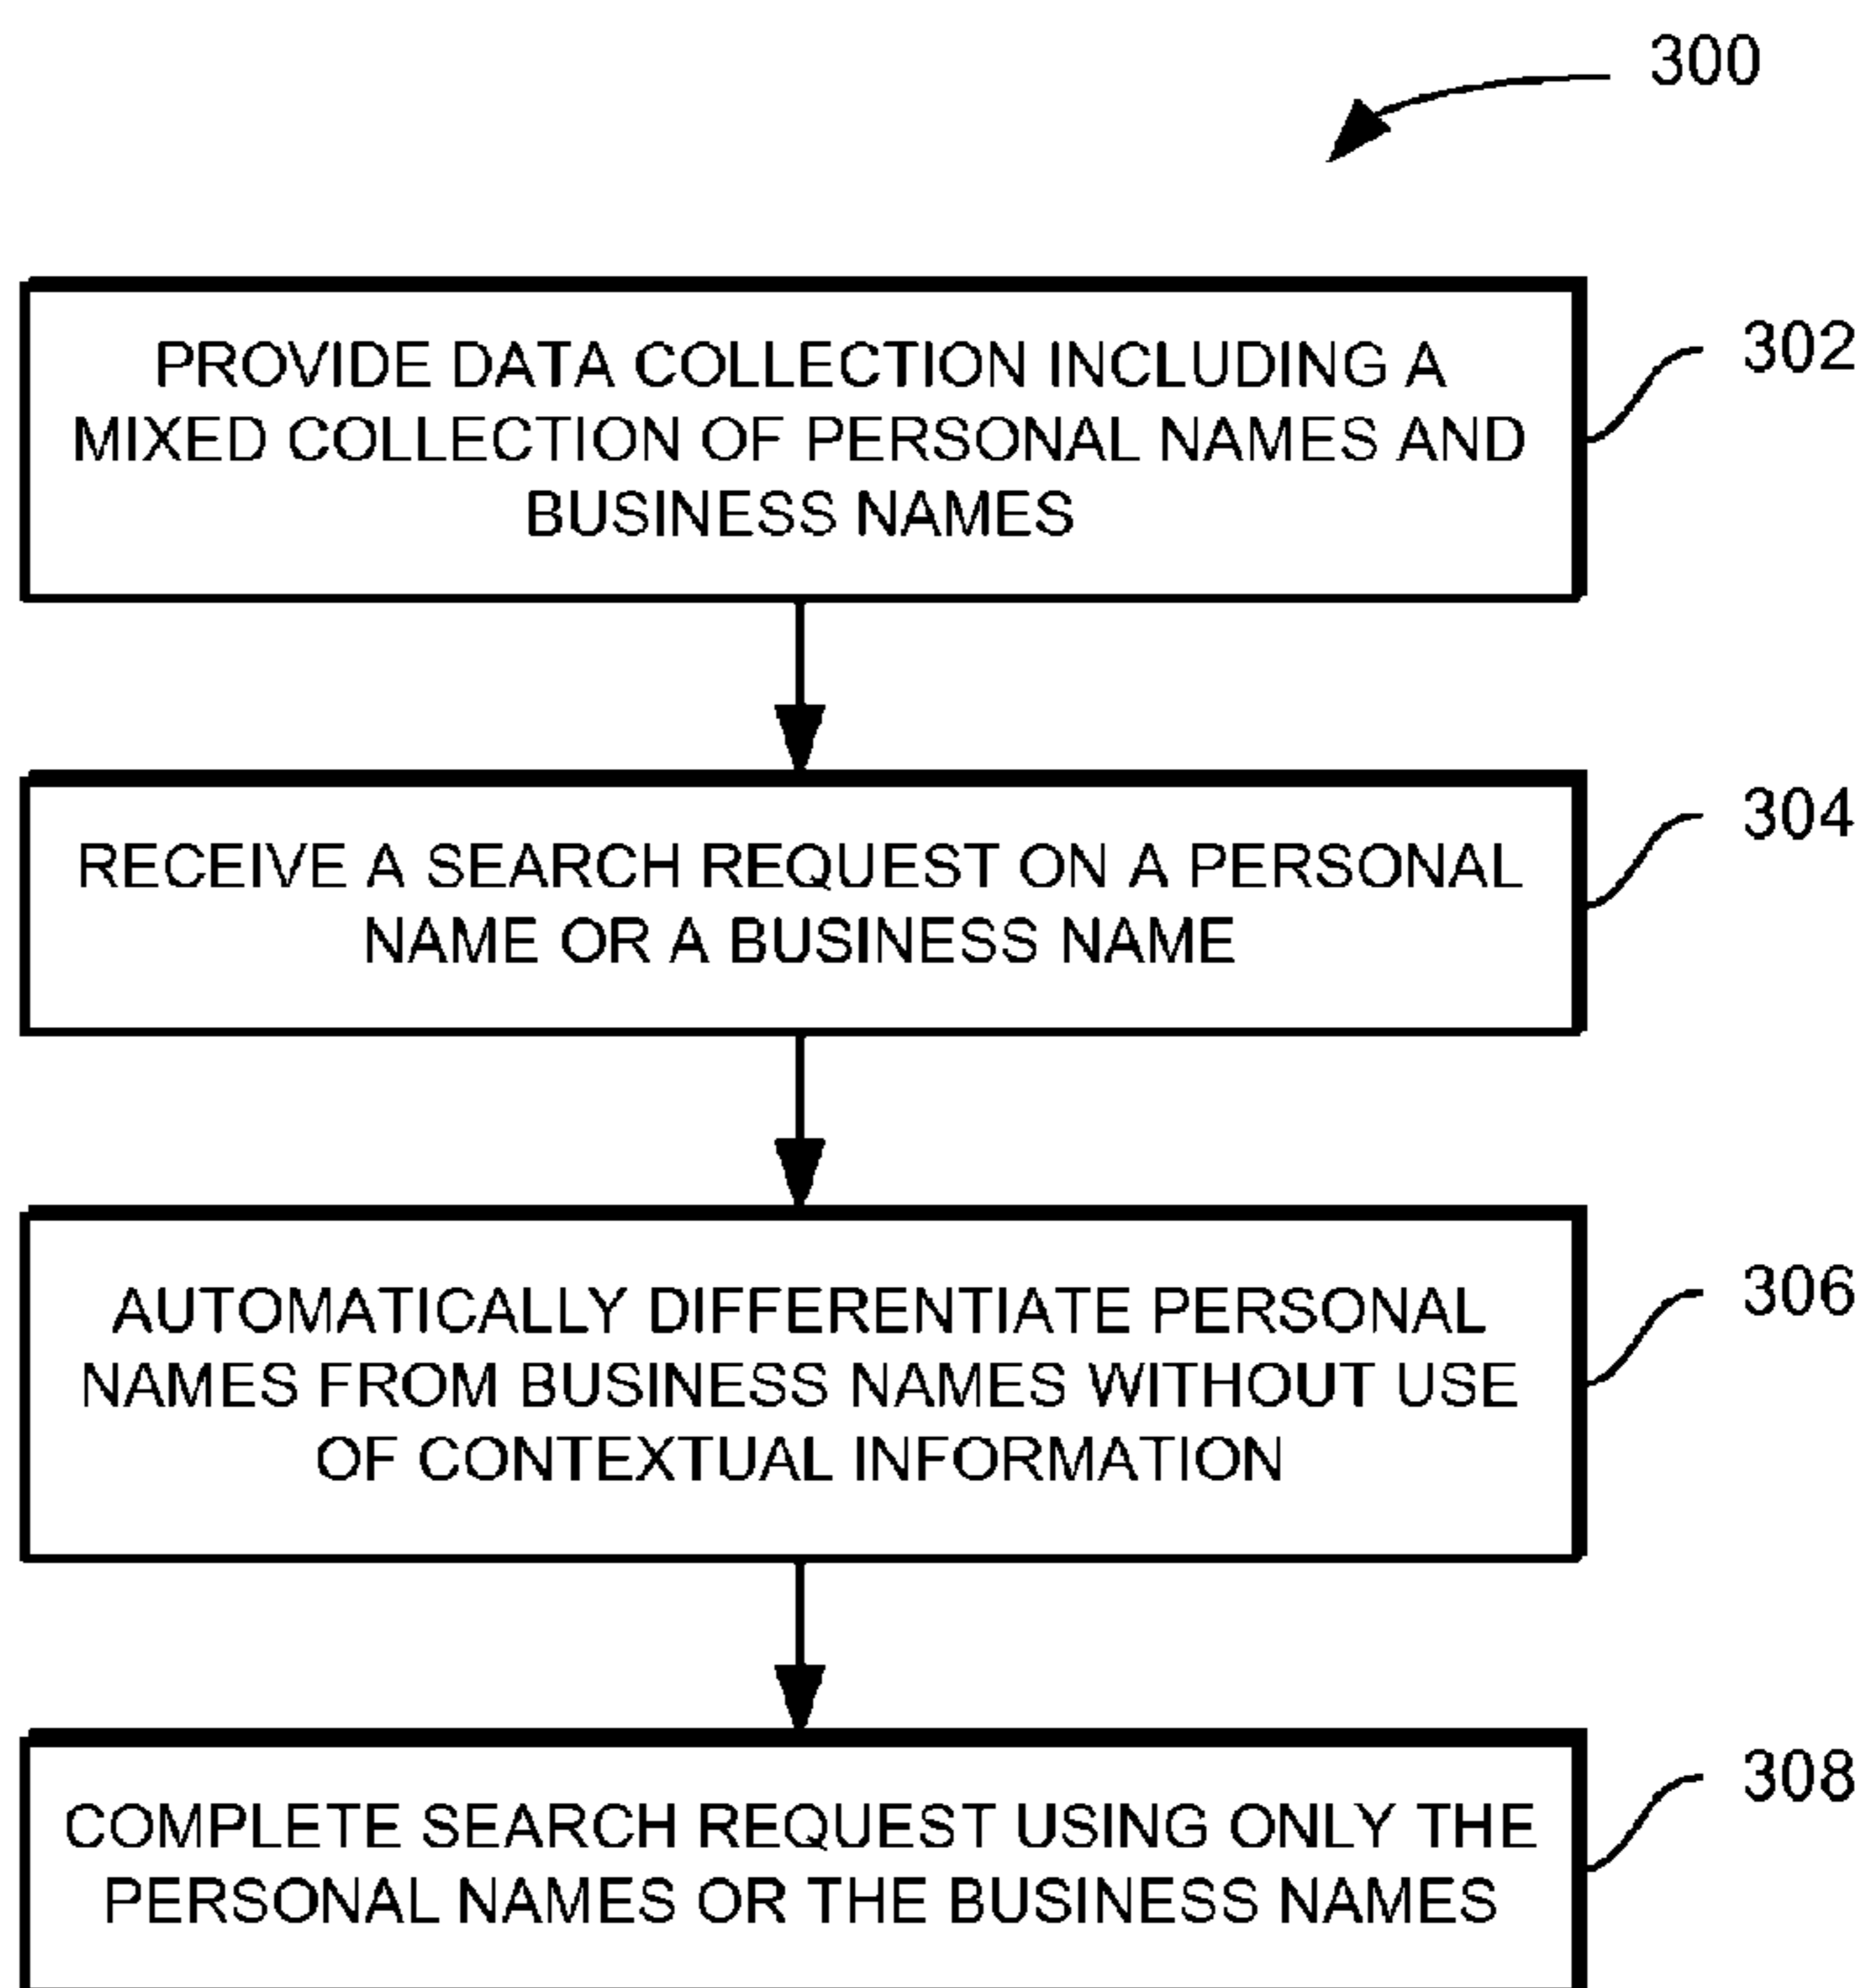 300
PROVIDE DATA COLLECTION INCLUDING A
MIXED COLLECTION OF PERSONAL NAMES AND
BUSINESS NAMES
302
RECEIVE A SEARCH REQUEST ON A PERSONAL
NAME OR A BUSINESS NAME
304
AUTOMATICALLY DIFFERENTIATE PERSONAL
NAMES FROM BUSINESS NAMES WITHOUT USE
OF CONTEXTUAL INFORMATION
306
COMPLETE SEARCH REQUEST USING ONLY THE
PERSONAL NAMES OR THE BUSINESS NAMES
308